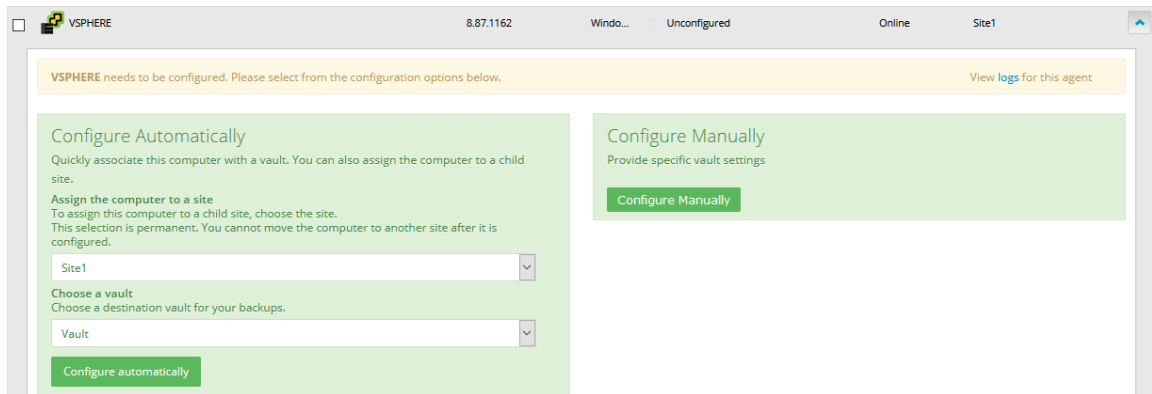 VSPHERE 8.87.1162 Windo... Unconfigured Online Site1
VSPHERE needs to be configured. Please select from the configuration options below. View logs for this agent
Configure Automatically
Quickly associate this computer with a vault. You can also assign the computer to a child
site.
Assign the computer to a site
To assign this computer to a child site, choose the site.
This selection is permanent. You cannot move the computer to another site after it is
configured.
Site1
Choose a vault
Choose a destination vault for your backups.
Vault
Configure automatically
Configure Manually
Provide specific vault settings
Configure Manually